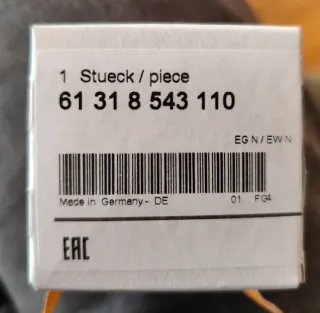 1 Stueck / piece
61 31 8 543 110
EG N / EW N
Made in Germany - DE 01 FG4
EAC